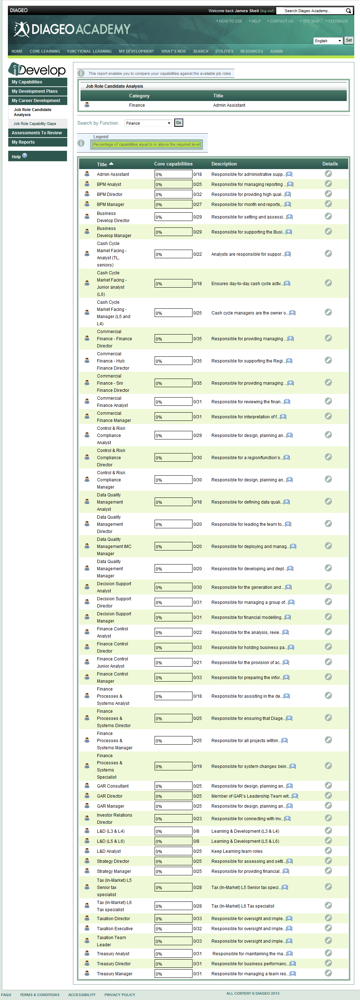 DIAGEO
Welcome back James Sheil (log-out) Search Diageo Academy...
HOW TO USE HELP CONTACT US SITE MAP FEEDBACK
DIAGEO ACADEMY
English Set
HOME CORE LEARNING FUNCTIONAL LEARNING MY DEVELOPMENT WHAT'S NEW SEARCH UTILITIES RESOURCES ADMIN
iDevelop
My Capabilities
My Development Plans
My Career Development
Job Role Candidate
Analysis
Job Role Capability Gaps
Assessments To Review
My Reports
Help ?
This report enables you to compare your capabilities against the available job roles
Job Role Candidate Analysis
Category Title
Finance Admin Assistant
Search by Function: Finance Go
Legend
Percentage of capabilities equal to or above the required level
Title Core capabilities Description Details
Admin Assistant 0% 0/18 Responsible for administrative supp...[+]
BPM Analyst 0% 0/25 Responsible for managing reporting ...[+]
BPM Director 0% 0/32 Responsible for providing high qual...[+]
BPM Manager 0% 0/27 Responsible for month end reports,...[+]
Business
Develop Director 0% 0/29 Responsible for setting and assessi...[+]
Business
Develop Manager 0% 0/29 Responsible for supporting the Busi...[+]
Cash Cycle
Market Facing -
Analyst (TL,
seniors) 0% 0/22 Analysts are responsible for suppor...[+]
Cash Cycle
Market Facing -
Junior analyst
(L6) 0% 0/18 Ensures day-to-day cash cycle activ...[+]
Cash Cycle
Market Facing -
Manager (L5 and
L4) 0% 0/25 Cash cycle managers are the owner o...[+]
Commercial
Finance - Finance
Director 0% 0/35 Responsible for providing managing ...[+]
Commercial
Finance - Hub
Finance Director 0% 0/35 Responsible for supporting the Regi...[+]
Commercial
Finance - Snr
Finance Director 0% 0/35 Responsible for providing managing ...[+]
Commercial
Finance Analyst 0% 0/31 Responsible for reviewing the finan...[+]
Commercial
Finance Manager 0% 0/31 Responsible for interpretation of f...[+]
Control & Risk
Compliance
Analyst 0% 0/29 Responsible for design, planning an...[+]
Control & Risk
Compliance
Director 0% 0/30 Responsible for a region/function's...[+]
Control & Risk
Compliance
Manager 0% 0/30 Responsible for design, planning an...[+]
Data Quality
Management
Analyst 0% 0/18 Responsible for defining data quali...[+]
Data Quality
Management
Director 0% 0/20 Responsible for leading the team to...[+]
Data Quality
Management IMC
Manager 0% 0/20 Responsible for deploying and manag...[+]
Data Quality
Management
Manager 0% 0/20 Responsible for developing and depl...[+]
Decision Support
Analyst 0% 0/30 Responsible for the generation and ...[+]
Decision Support
Director 0% 0/31 Responsible for managing a group of...[+]
Decision Support
Manager 0% 0/31 Responsible for financial modelling...[+]
Finance Control
Analyst 0% 0/22 Responsible for the analysis, revie...[+]
Finance Control
Director 0% 0/33 Responsible for holding business pa...[+]
Finance Control
Junior Analyst 0% 0/21 Responsible for the provision of ac...[+]
Finance Control
Manager 0% 0/33 Responsible for preparing the infor...[+]
Finance
Processes &
Systems Analyst 0% 0/18 Responsible for assisting in the de...[+]
Finance
Processes &
Systems Director 0% 0/25 Responsible for ensuring that Diage...[+]
Finance
Processes &
Systems Manager 0% 0/25 Responsible for all projects within...[+]
Finance
Processes &
Systems
Specialist 0% 0/19 Responsible for system changes bein...[+]
GAR Consultant 0% 0/25 Responsible for design, planning an...[+]
GAR Director 0% 0/25 Member of GAR's Leadership Team wit...[+]
GAR Manager 0% 0/25 Responsible for design, planning an...[+]
Investor Relations
Director 0% 0/23 Responsible for connecting with Inv...[+]
L&D (L3 & L4) 0% 0/8 Learning & Development (L3 & L4)
L&D (L5 & L6) 0% 0/8 Learning & Development (L5 & L6)
L&D Analyst 0% 0/25 Keep Learning team roles
Strategy Director 0% 0/25 Responsible for assessing and setti...[+]
Strategy Manager 0% 0/25 Responsible for providing financial...[+]
Tax (In-Market) L5
Senior tax
specialist 0% 0/28 Tax (In-Market) L5 Senior tax speci...[+]
Tax (In-Market) L6
Tax specialist 0% 0/28 Tax (In-Market) L6 Tax specialist
Taxation Director 0% 0/33 Responsible for oversight and imple...[+]
Taxation Executive 0% 0/32 Responsible for oversight and imple...[+]
Taxation Team
Leader 0% 0/33 Responsible for oversight and imple...[+]
Treasury Analyst 0% 0/31 Responsible for maintaining the ma...[+]
Treasury Director 0% 0/31 Responsible for business performanc...[+]
Treasury Manager 0% 0/31 Responsible for managing a team res...[+]
FAQS TERMS & CONDITIONS ACCESSIBILITY PRIVACY POLICY ALL CONTENT © DIAGEO 2013